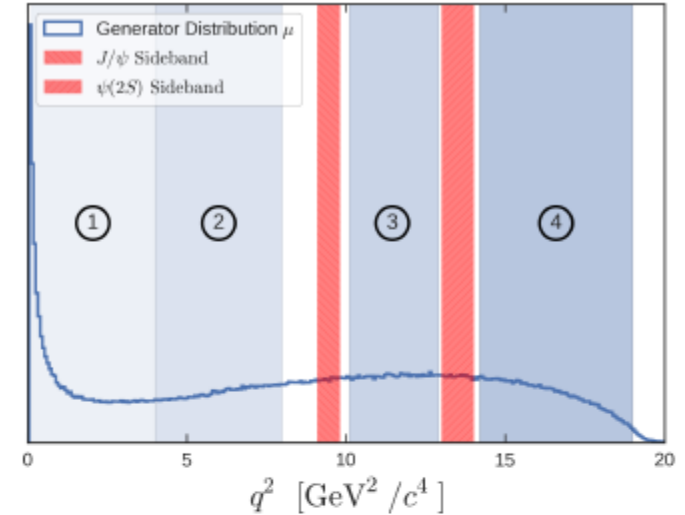 Generator Distribution μ
J/ψ Sideband
ψ(2S) Sideband
1 2 3 4
0 5 10 15 20
q² [GeV² /c⁴ ]